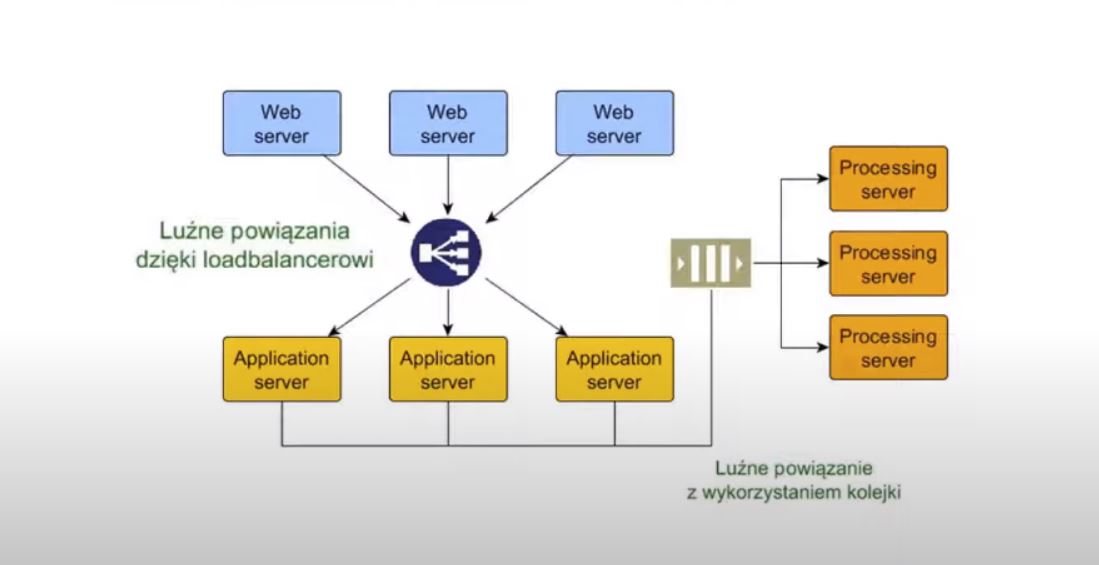 Web
server
Web
server
Web
server
Luźne powiązania
dzięki loadbalancerowi
Application
server
Application
server
Application
server
Processing
server
Processing
server
Processing
server
Luźne powiązanie
z wykorzystaniem kolejki